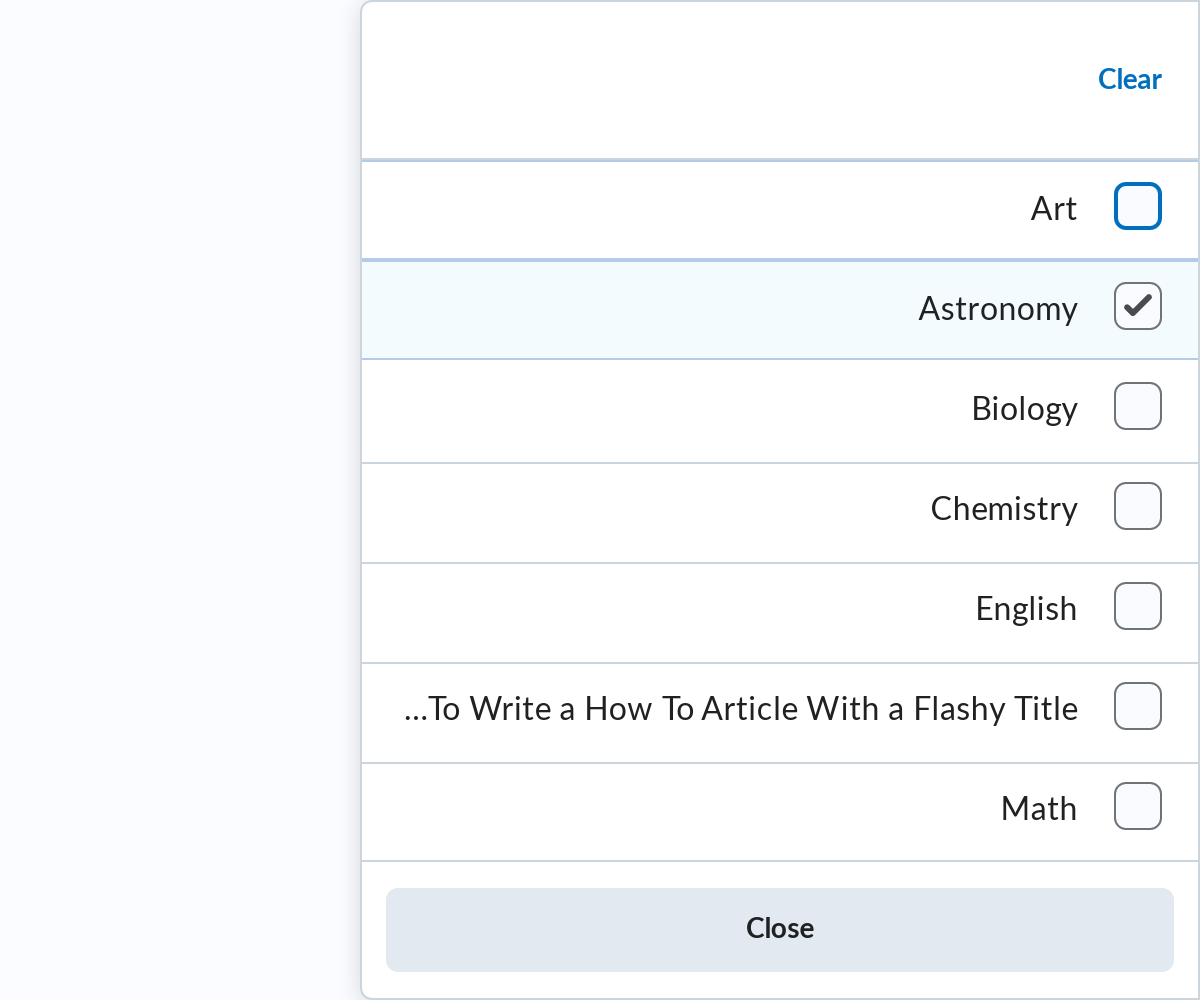 Clear
Art
Astronomy
Biology
Chemistry
English
...To Write a How To Article With a Flashy Title
Math
Close